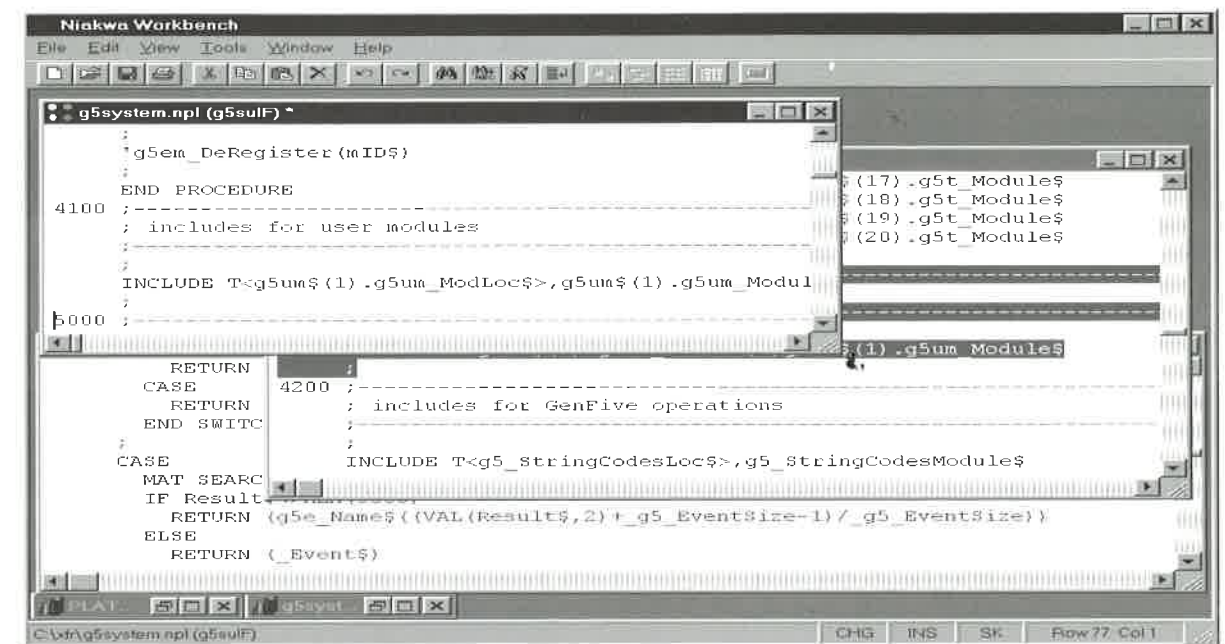 Niakwa Workbench
File Edit View Tools Window Help
g5system.npl (g5sulF) *
;
'g5em_DeRegister(mID$)
;
END PROCEDURE
4100 ;------------------------
; includes for user modules
;------------------------
;
INCLUDE T<g5um$(1).g5um_ModLoc$>,g5um$(1).g5um_Modul
;
5000 ;------------------------
$(17).g5t_Module$
$(18).g5t_Module$
$(19).g5t_Module$
$(20).g5t_Module$
$(1).g5um_Module$
;
4200 ;------------------------
; includes for GenFive operations
;------------------------
;
INCLUDE T<g5_StringCodesLoc$>,g5_StringCodesModule$
RETURN
CASE
RETURN
END SWITC
;
CASE
MAT SEARC
IF Result
RETURN (g5e_Name$((VAL(Result$,2)+_g5_EventSize-1)/_g5_EventSize))
ELSE
RETURN (_Event$)
PLAT...
g5syst...
C:\xfr\g5system.npl (g5sulF)
CHG INS SK Row 77 Col 1